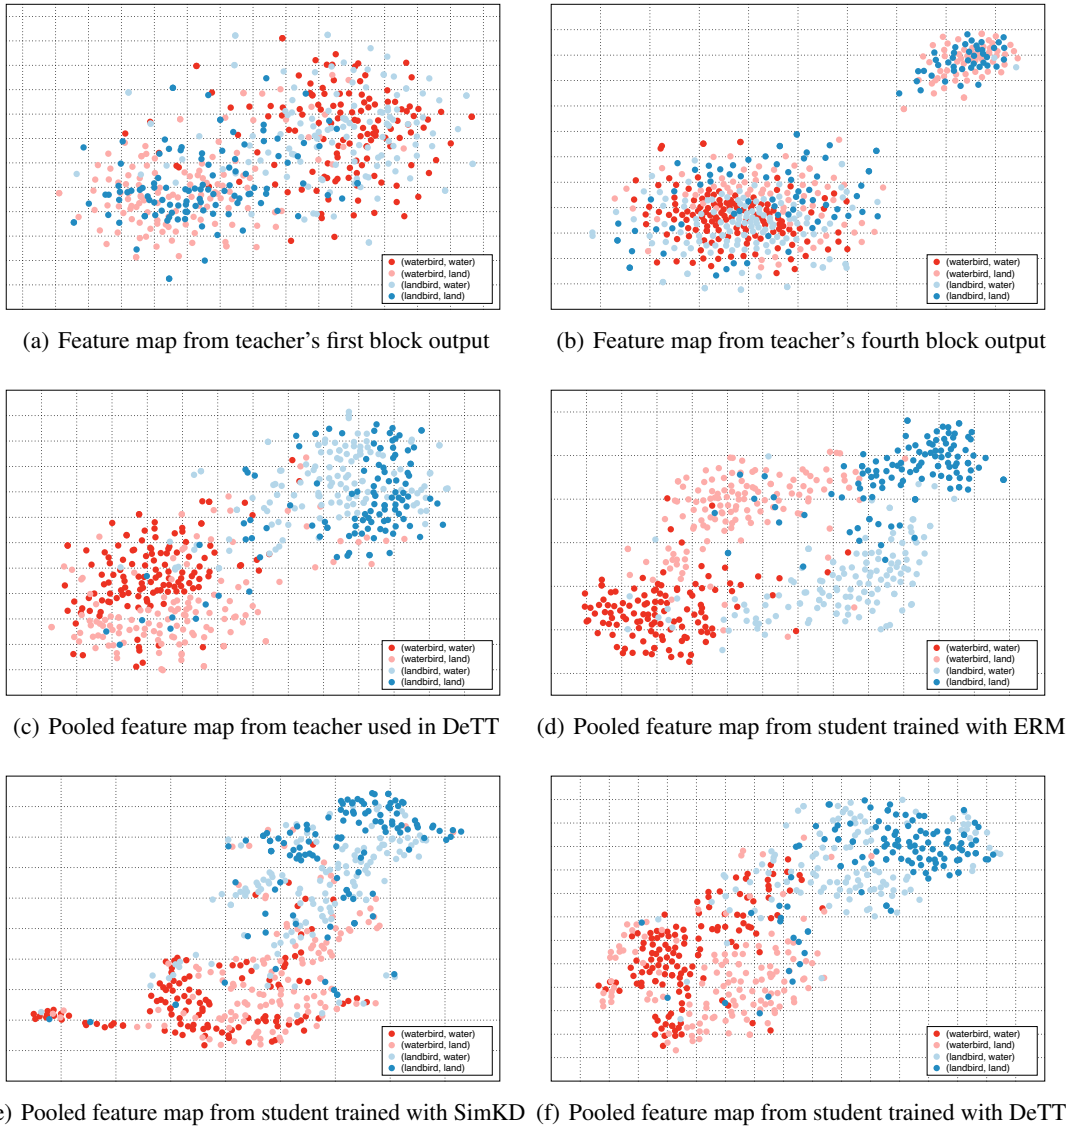 (waterbird, water)
(waterbird, land)
(landbird, water)
(landbird, land)
(waterbird, water)
(waterbird, land)
(landbird, water)
(landbird, land)
(a) Feature map from teacher's first block output
(b) Feature map from teacher's fourth block output
(waterbird, water)
(waterbird, land)
(landbird, water)
(landbird, land)
(waterbird, water)
(waterbird, land)
(landbird, water)
(landbird, land)
(c) Pooled feature map from teacher used in DeTT
(d) Pooled feature map from student trained with ERM
(waterbird, water)
(waterbird, land)
(landbird, water)
(landbird, land)
(waterbird, water)
(waterbird, land)
(landbird, water)
(landbird, land)
e) Pooled feature map from student trained with SimKD
(f) Pooled feature map from student trained with DeTT